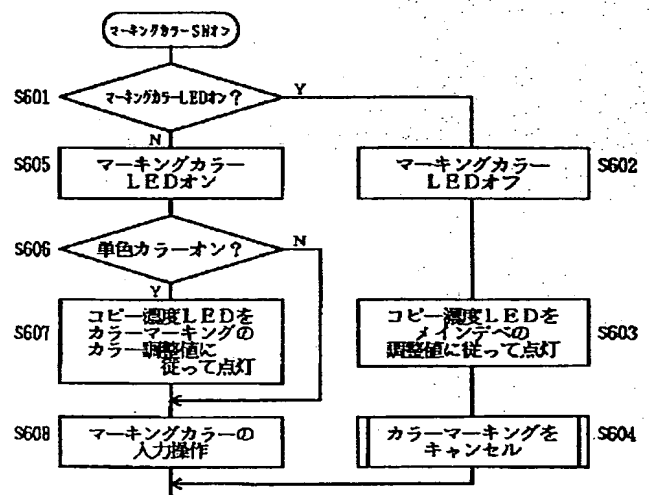 マーキングカラーSWオン
S601
マーキングカラーLEDオン?
Y
N
S605
マーキングカラー
LEDオン
マーキングカラー
LEDオフ
S602
S606
単色カラーオン?
N
Y
S607
コピー濃度LEDを
カラーマーキングの
カラー調整値に
従って点灯
コピー濃度LEDを
メインデベの
調整値に従って点灯
S603
S608
マーキングカラーの
入力操作
カラーマーキングを
キャンセル
S604